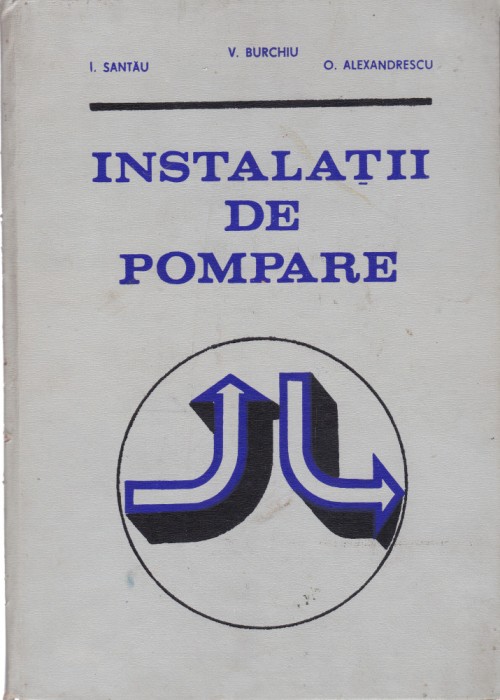 V. BURCHIU
I. SANTĂU O. ALEXANDRESCU
INSTALAȚII
DE
POMPARE